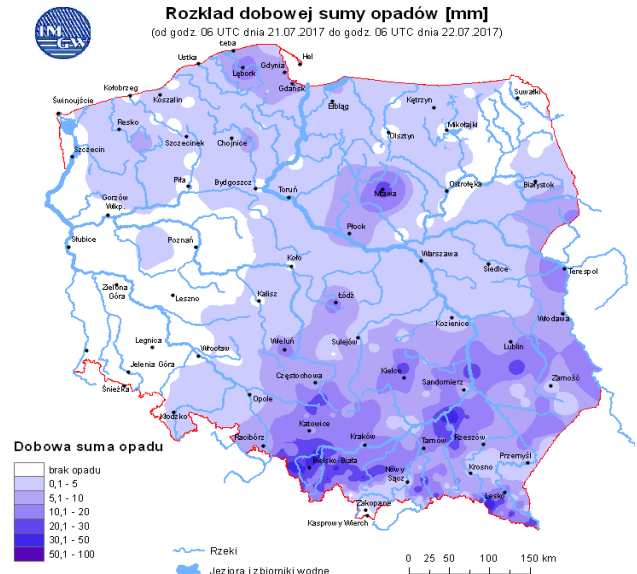 Rozkład dobowej sumy opadów [mm]
(od godz. 06 UTC dnia 21.07.2017 do godz. 06 UTC dnia 22.07.2017)
IM
GW
Łeba
Hel
Ustka
Gdynia
Lębork
Gdańsk
Kołobrzeg
Koszalin
Świnoujście
Elbląg
Kętrzyn
Suwałki
Resko
Szczecinek
Chojnice
Olsztyn
Mikołajki
Szczecin
Piła
Bydgoszcz
Toruń
Mława
Ostrołęka
Białystok
Gorzów
Wlkp.
Płock
Słubice
Poznań
Koło
Warszawa
Siedlce
Terespol
Zielona
Góra
Leszno
Kalisz
Łódź
Kozienice
Włodawa
Legnica
Wrocław
Wieluń
Sulejów
Lublin
Jelenia Góra
Częstochowa
Kielce
Sandomierz
Zamość
Śnieżka
Opole
Kłodzko
Katowice
Racibórz
Kraków
Tarnów
Rzeszów
Przemyśl
Bielsko-Biała
Nowy
Sącz
Krosno
Lesko
Zakopane
Kasprowy Wierch
Dobowa suma opadu
brak opadu
0,1 - 5
5,1 - 10
10,1 - 20
20,1 - 30
30,1 - 50
50,1 - 100
Rzeki
Jeziora i zbiorniki wodne
0 25 50 100 150 km